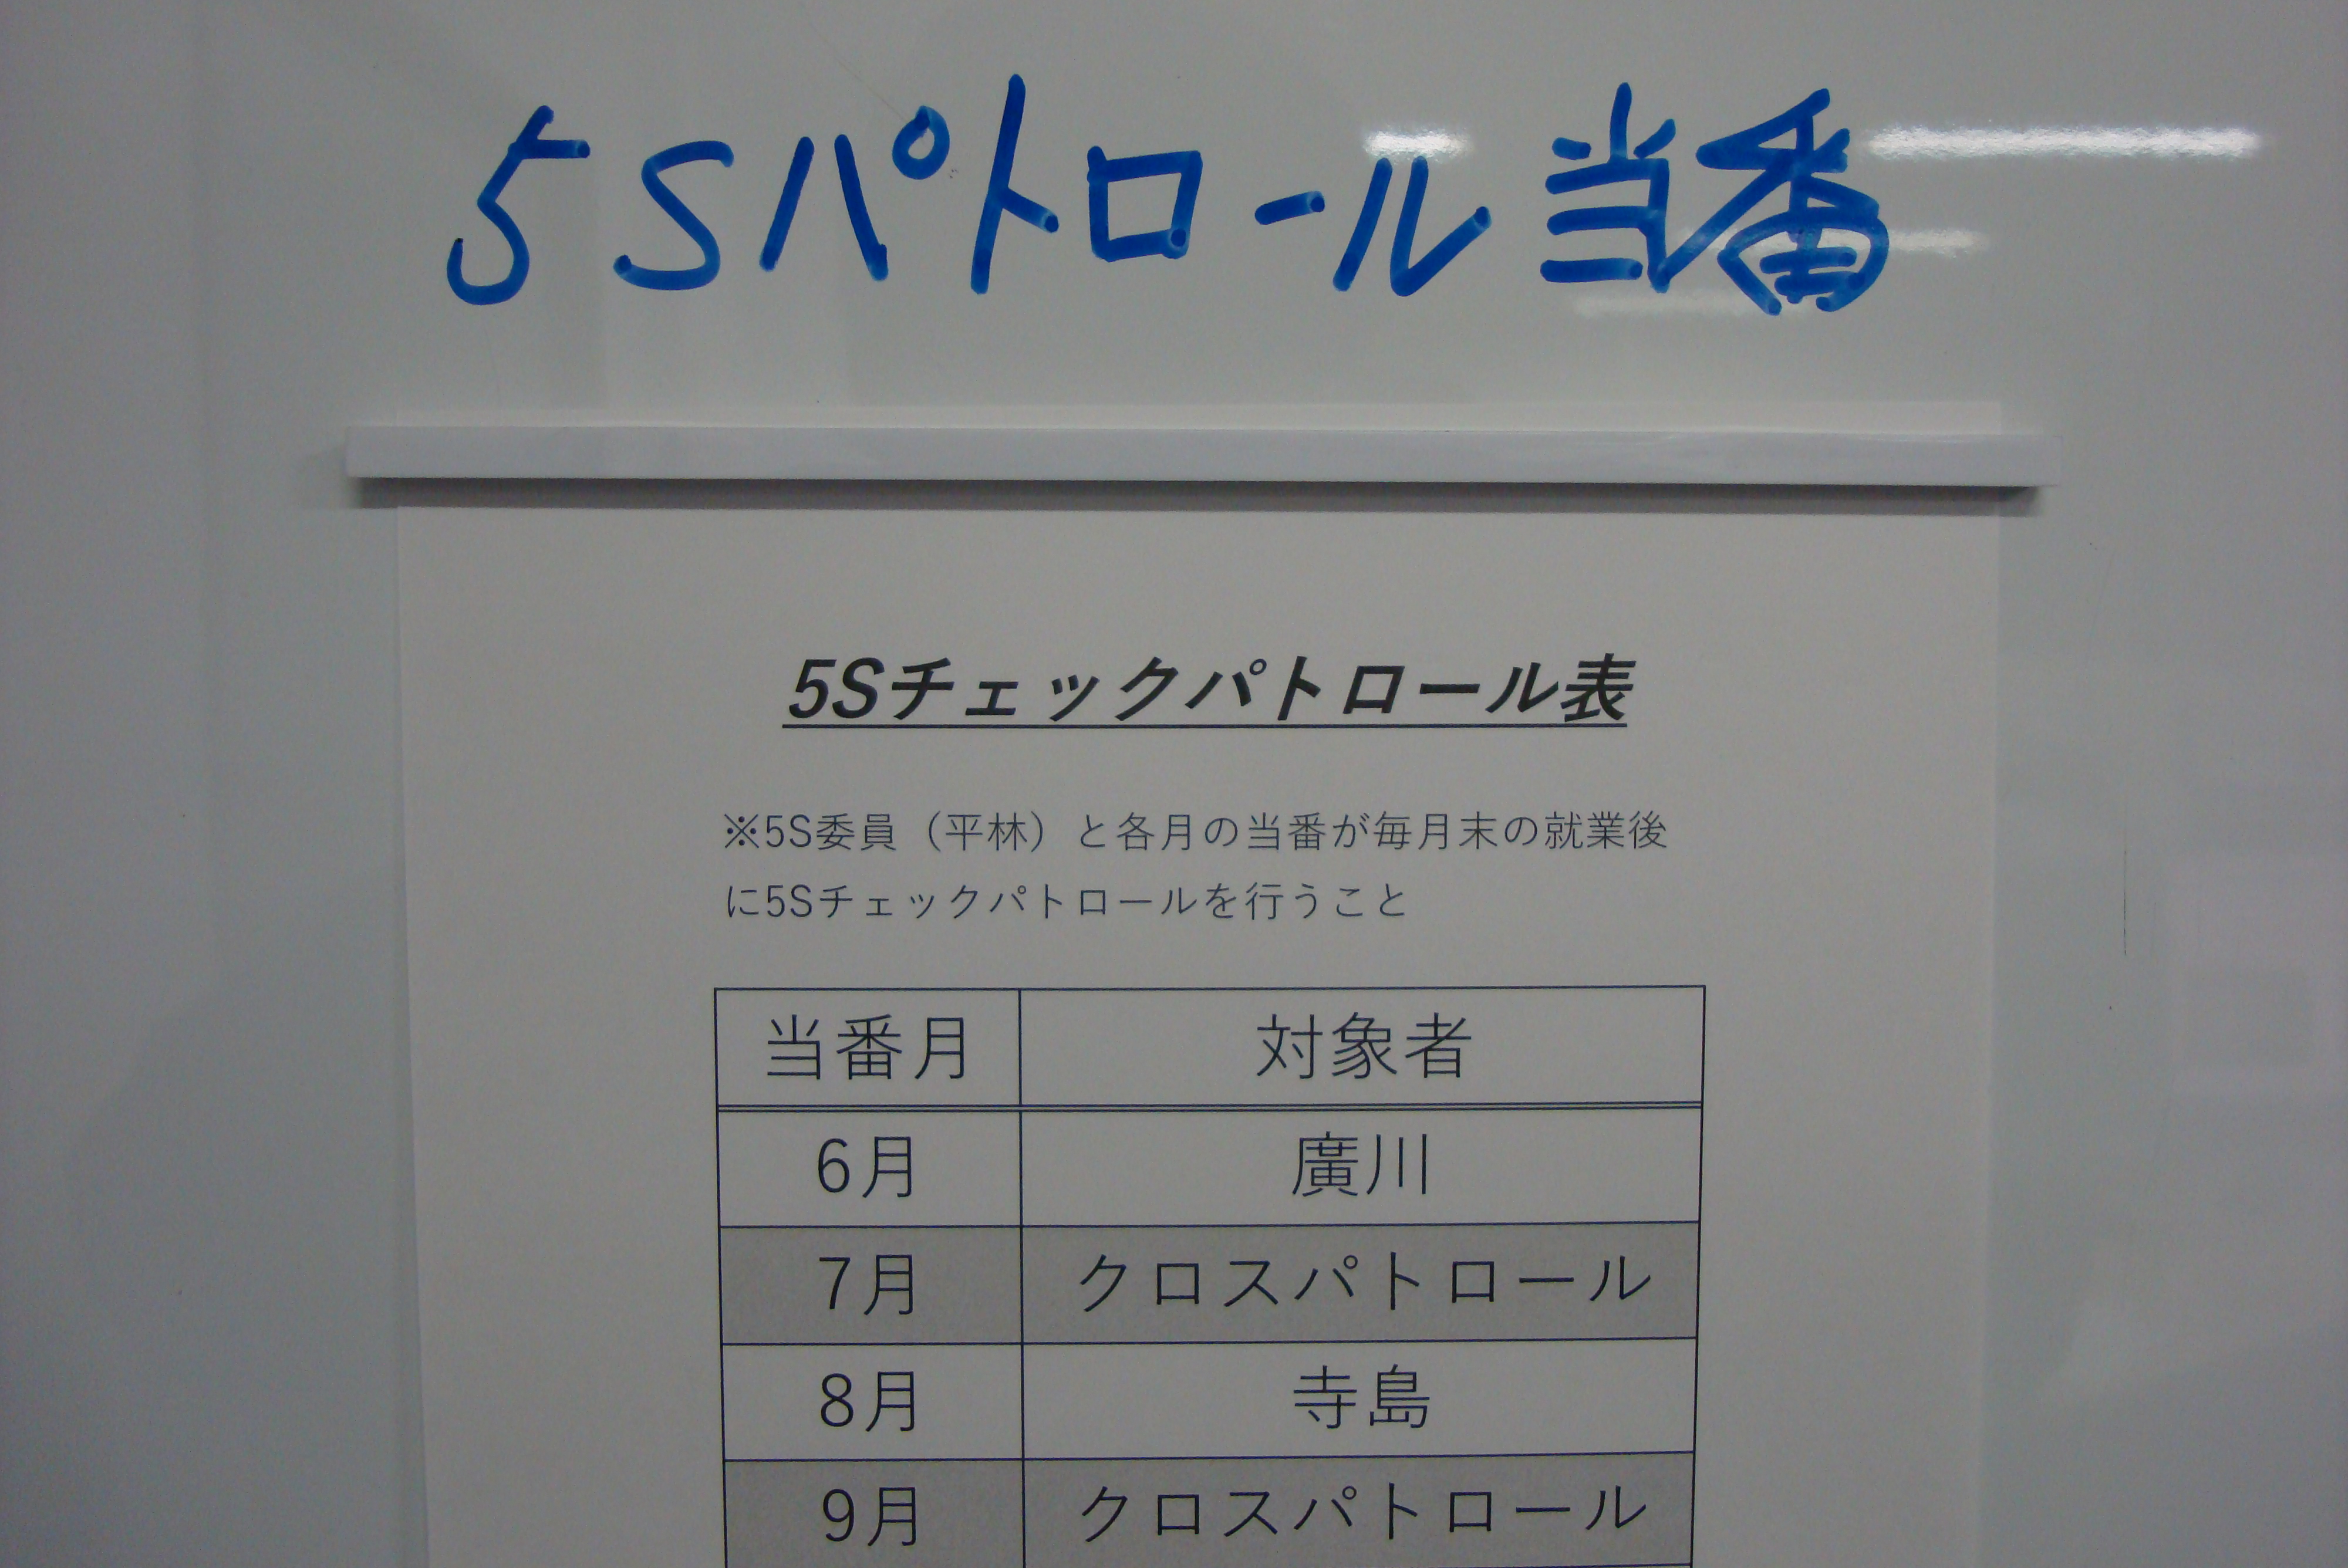 5Sパトロール当番
5Sチェックパトロール表
※5S委員（平林）と各月の当番が毎月末の就業後
に5Sチェックパトロールを行うこと
当番月 対象者
6月 廣川
7月 クロスパトロール
8月 寺島
9月 クロスパトロール